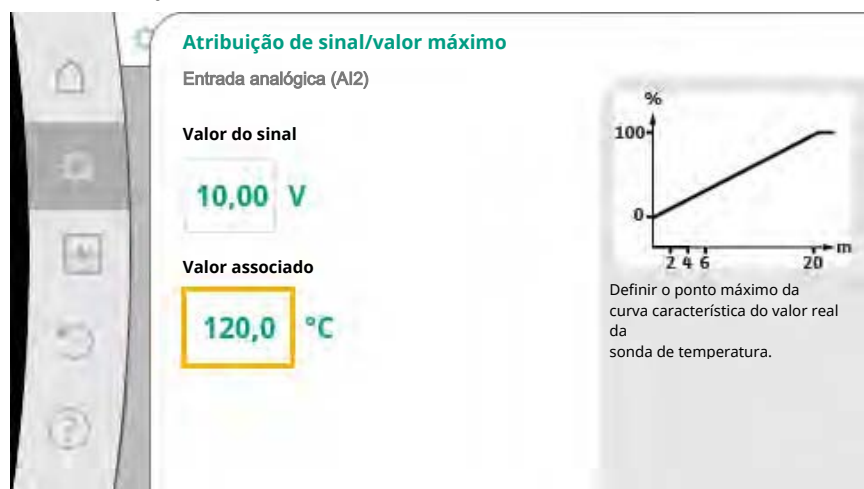 Atribuição de sinal/valor máximo
Entrada analógica (AI2)
Valor do sinal
10,00 V
Valor associado
120,0 °C
%
100
0
2 4 6 20 m
Definir o ponto máximo da
curva característica do valor real
da
sonda de temperatura.